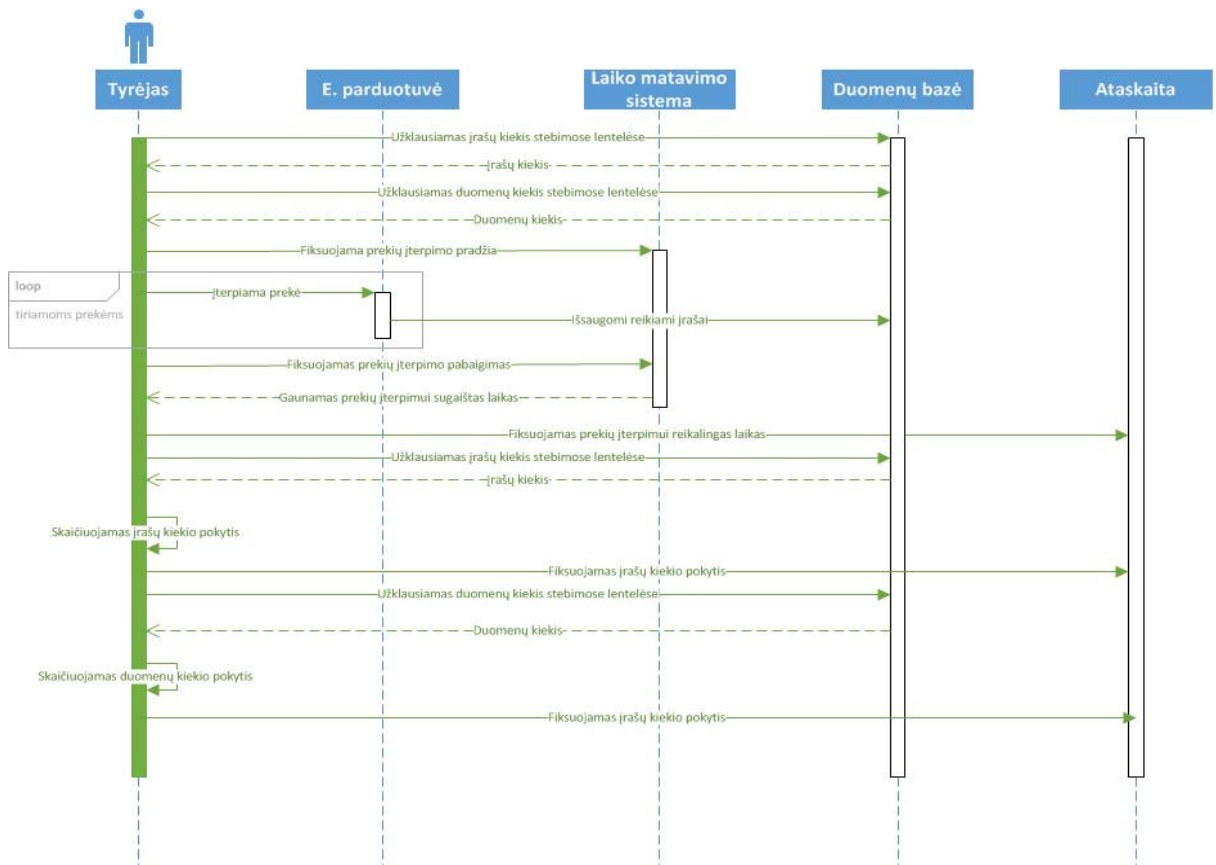 Tyrėjas
E. parduotuvė
Laiko matavimo
sistema
Duomenų bazė
Ataskaita
Užklausiamas įrašų kiekis stebimose lentelėse
Įrašų kiekis
Užklausiamas duomenų kiekis stebimose lentelėse
Duomenų kiekis
Fiksuojama prekių įterpimo pradžia
loop
Įterpiama prekė
tiriamoms prekėms
Išsaugomi reikiami įrašai
Fiksuojamas prekių įterpimo pabaigimas
Gaunamas prekių įterpimui sugaištas laikas
Fiksuojamas prekių įterpimui reikalingas laikas
Užklausiamas įrašų kiekis stebimose lentelėse
Įrašų kiekis
Skaičiuojamas įrašų kiekio pokytis
Fiksuojamas įrašų kiekio pokytis
Užklausiamas duomenų kiekis stebimose lentelėse
Duomenų kiekis
Skaičiuojamas duomenų kiekio pokytis
Fiksuojamas įrašų kiekio pokytis